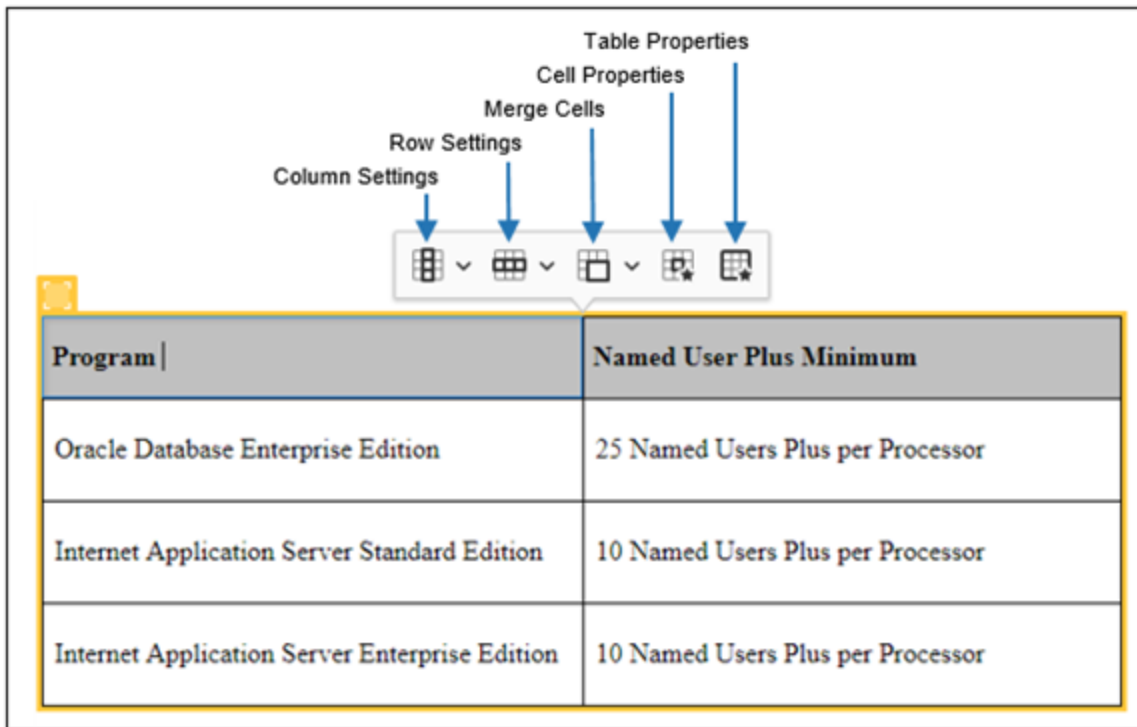 Table Properties
Cell Properties
Merge Cells
Row Settings
Column Settings
Program
Named User Plus Minimum
Oracle Database Enterprise Edition
25 Named Users Plus per Processor
Internet Application Server Standard Edition
10 Named Users Plus per Processor
Internet Application Server Enterprise Edition
10 Named Users Plus per Processor